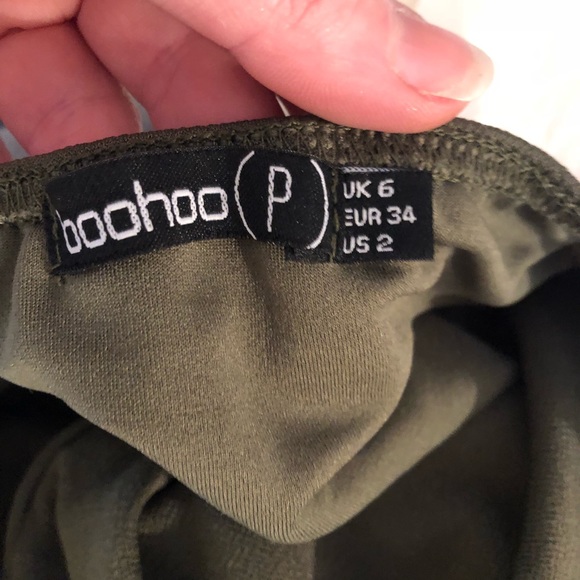 boohoo (P)
UK 6
EUR 34
US 2